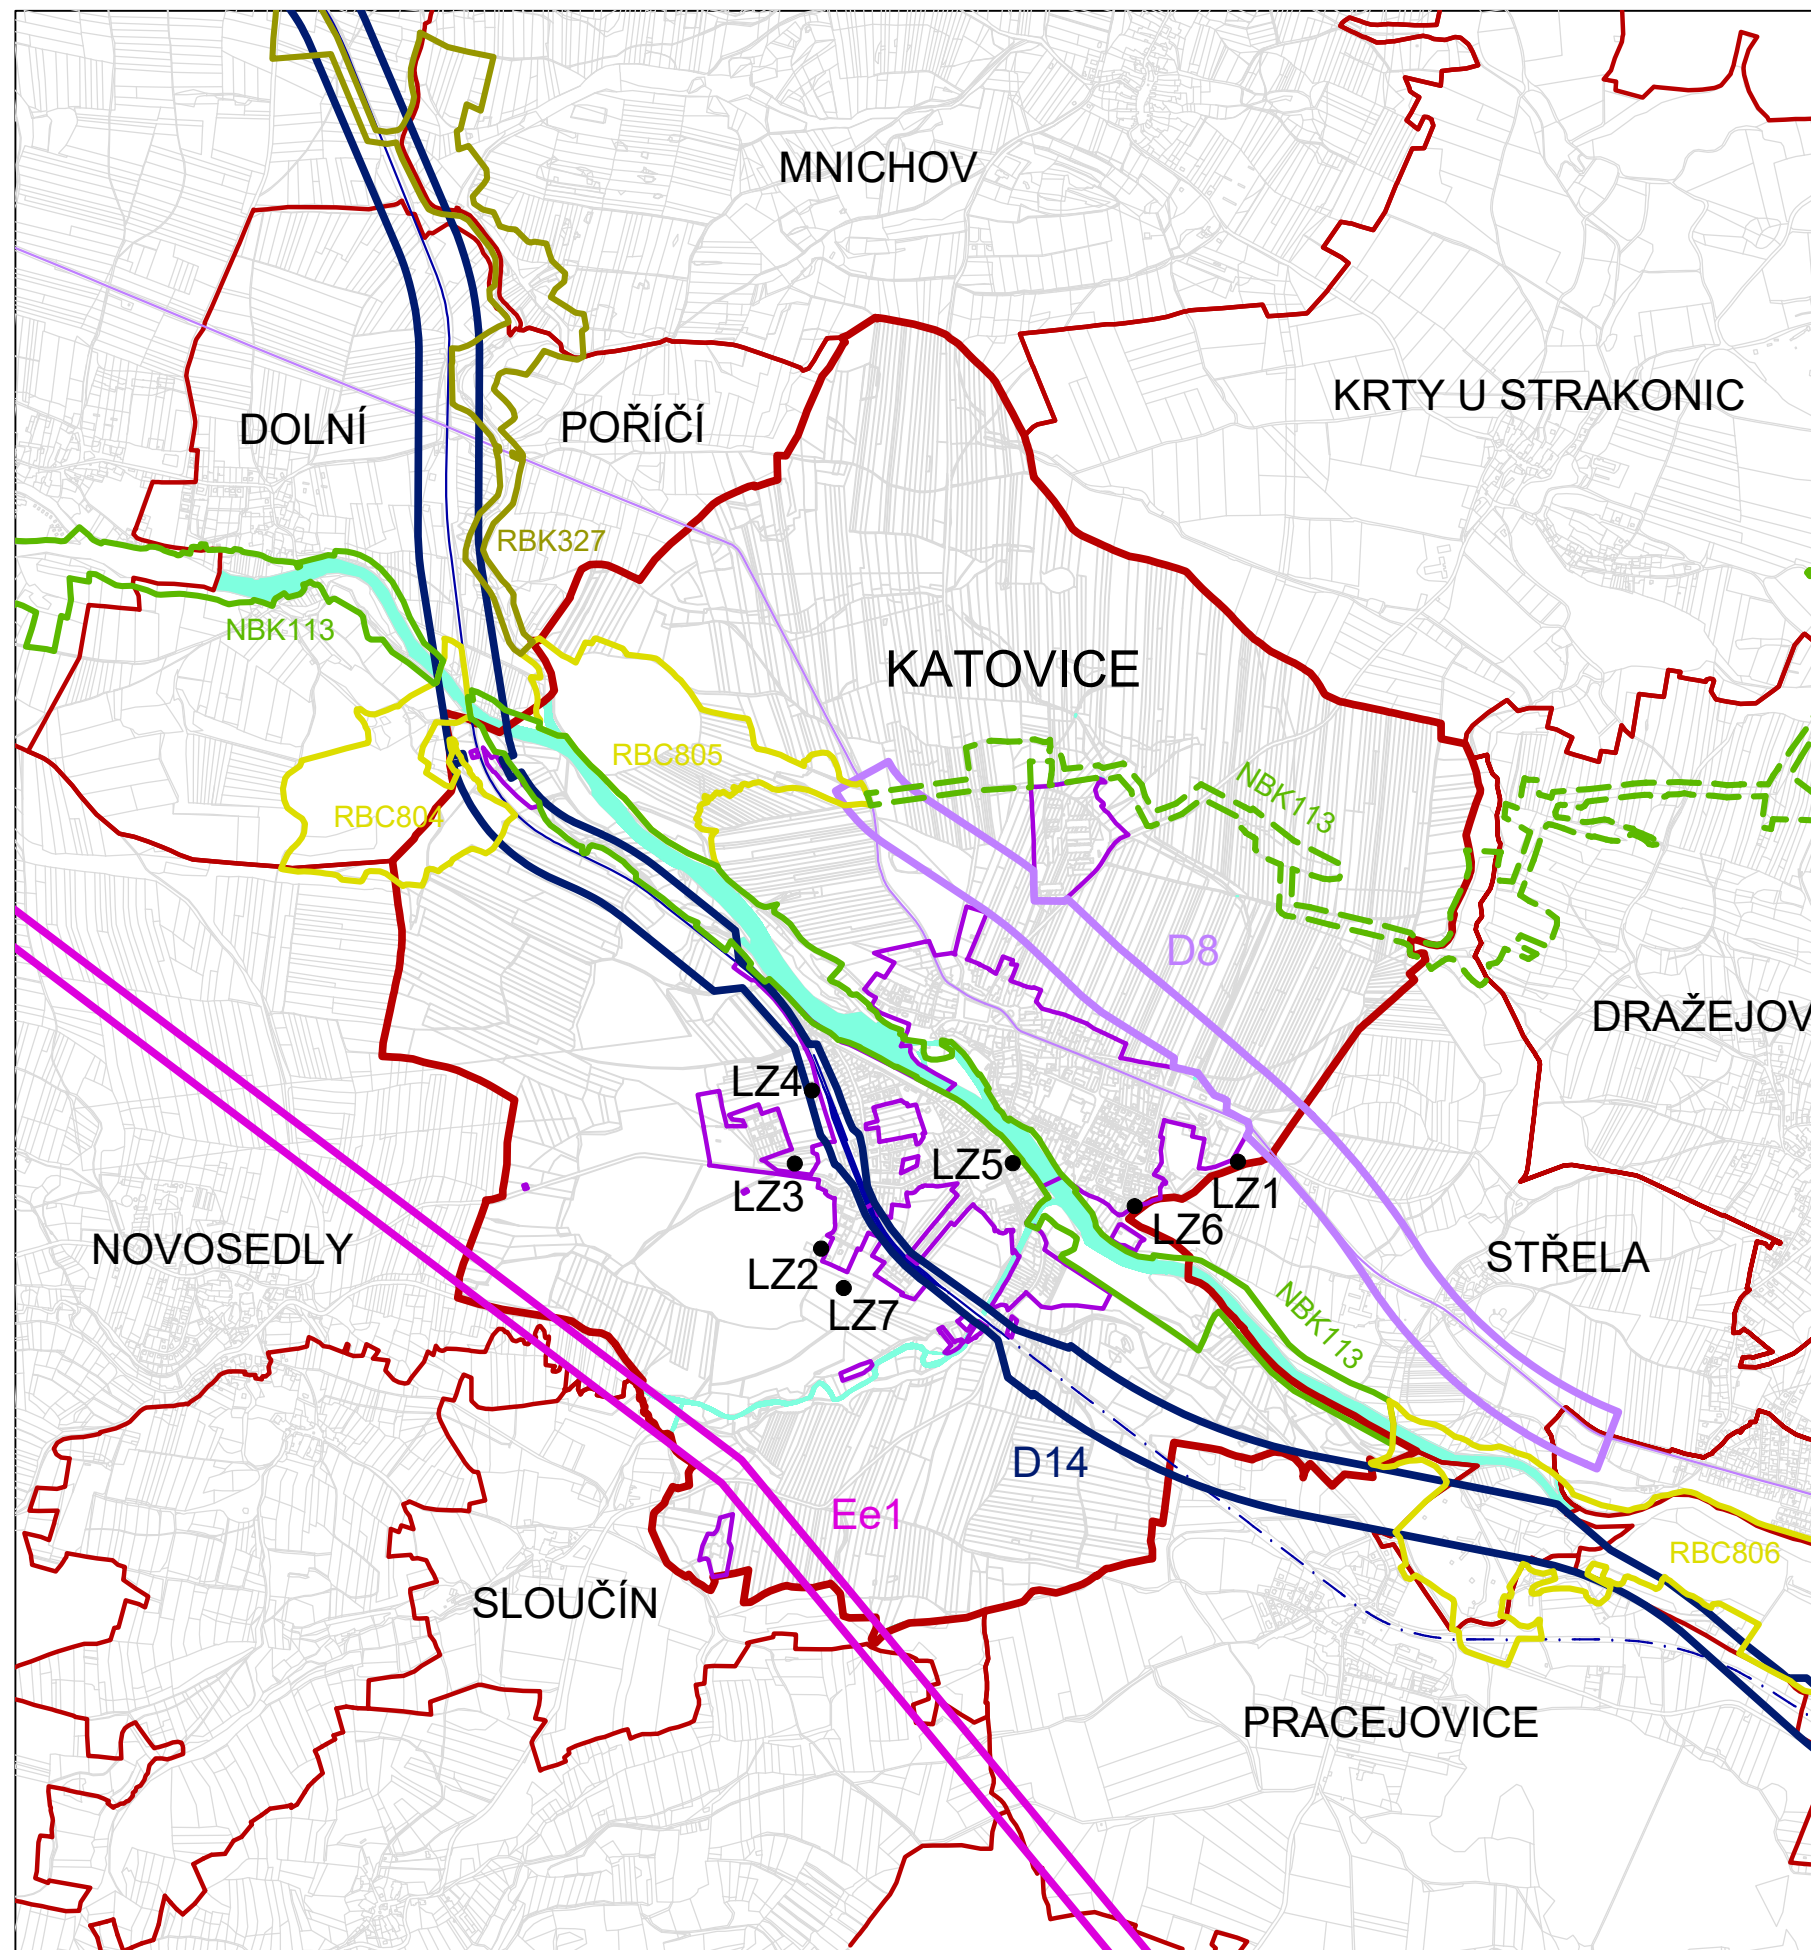 MNICHOV
KRTY U STRAKONIC
DOLNÍ
POŘÍČÍ
RBK327
NBK113
KATOVICE
RBC805
NBK113
RBC804
D8
DRAŽEJOV
LZ4
LZ5
LZ3
LZ1
LZ6
NOVOSEDLY
STŘELA
LZ2
LZ7
NBK113
D14
Ee1
RBC806
SLOUČÍN
PRACEJOVICE